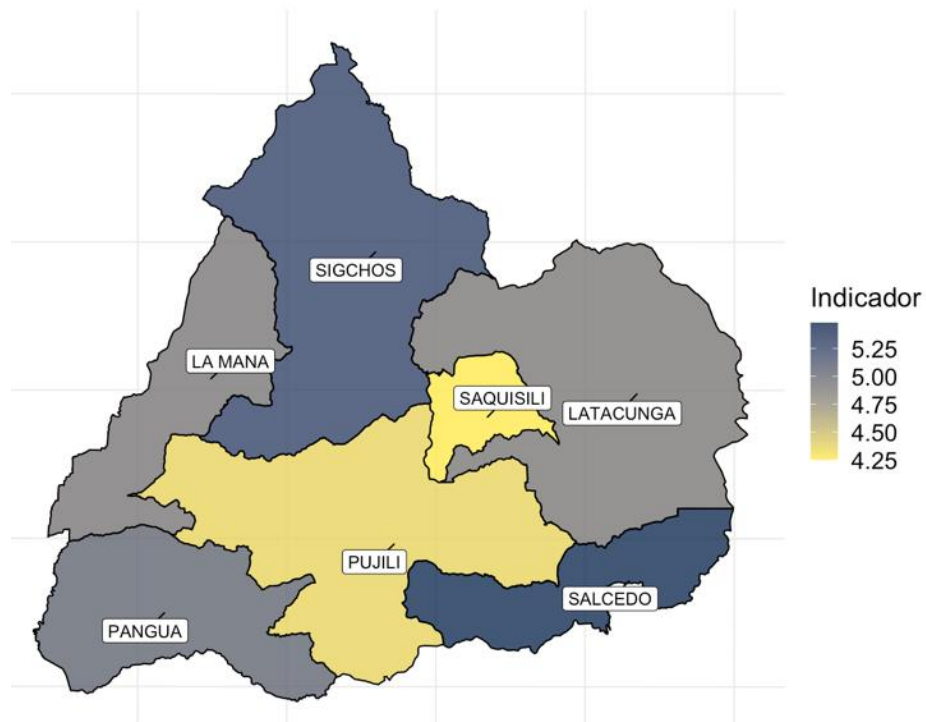 SIGCHOS
LA MANA
SAQUISILI
LATACUNGA
PUJILI
SALCEDO
PANGUA
Indicador
5.25
5.00
4.75
4.50
4.25